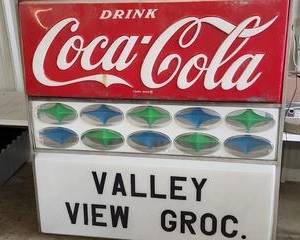 DRINK
Coca-Cola
VALLEY
VIEW GROC.